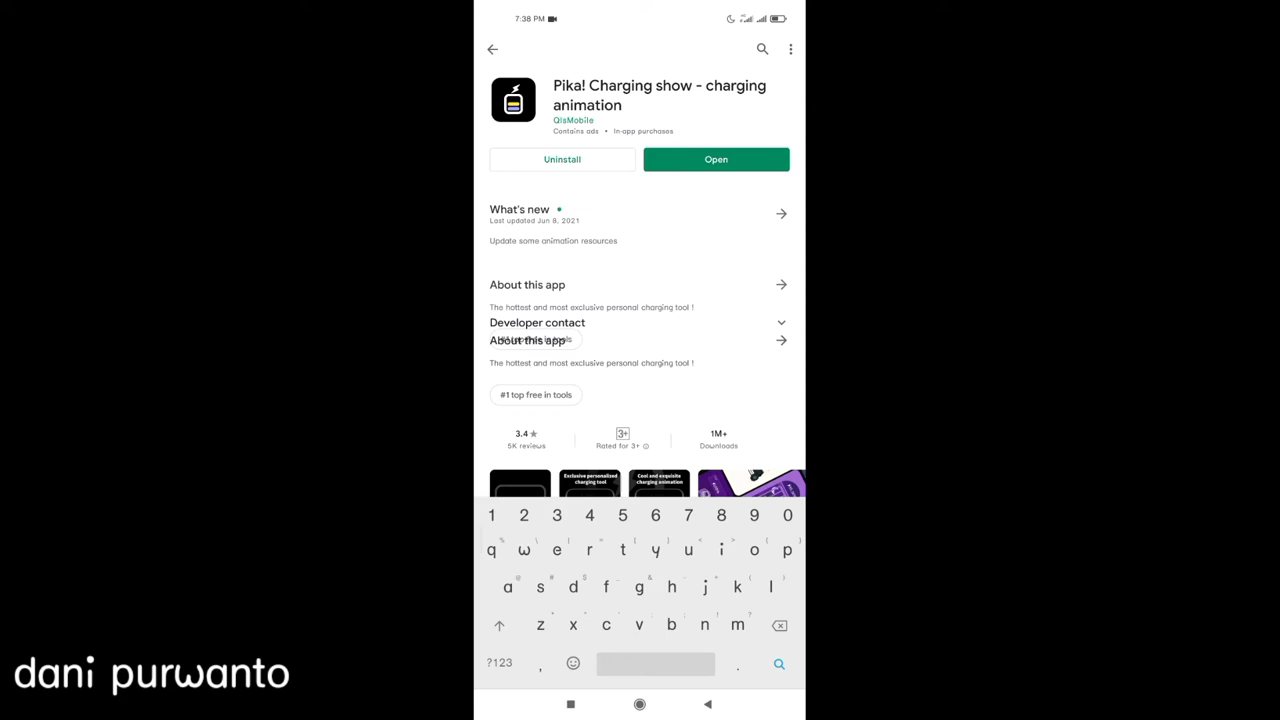 7:38 PM
Pika! Charging show - charging
animation
QlsMobile
Contains ads • In-app purchases
Uninstall
Open
What's new
Last updated Jun 8, 2021
Update some animation resources
About this app
The hottest and most exclusive personal charging tool !
Developer contact
About this app
The hottest and most exclusive personal charging tool !
#1 top free in tools
3.4★ 3+ 1M+
5K reviews Rated for 3+ Downloads
Exclusive personalized
charging tool
Cool and exquisite
charging animation
1 2 3 4 5 6 7 8 9 0
q w e r t y u i o p
a s d f g h j k l
z x c v b n m
?123 , .
dani purwanto